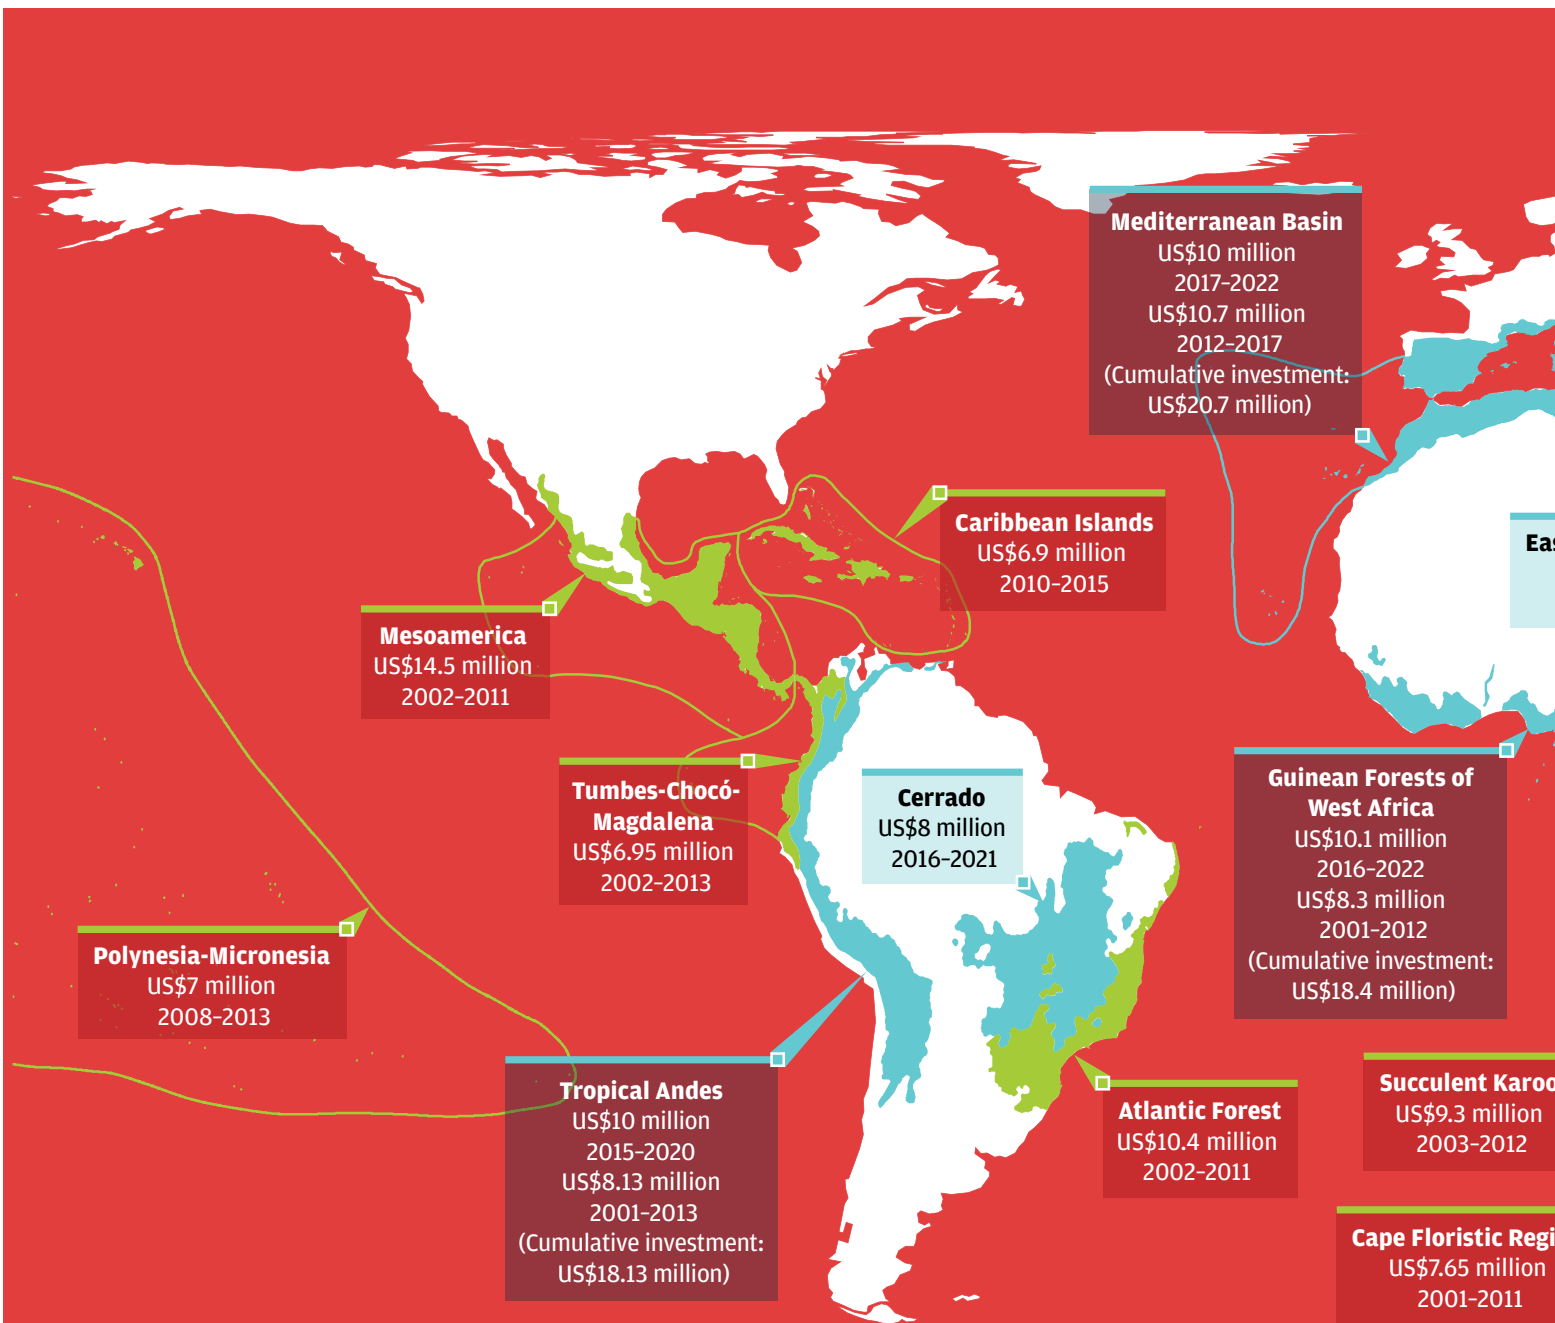 Mediterranean Basin
US$10 million
2017–2022
US$10.7 million
2012–2017
(Cumulative investment:
US$20.7 million)
Caribbean Islands
US$6.9 million
2010–2015
Mesoamerica
US$14.5 million
2002–2011
Tumbes-Chocó-
Magdalena
US$6.95 million
2002–2013
Cerrado
US$8 million
2016–2021
Guinean Forests of
West Africa
US$10.1 million
2016–2022
US$8.3 million
2001–2012
(Cumulative investment:
US$18.4 million)
Polynesia-Micronesia
US$7 million
2008–2013
Tropical Andes
US$10 million
2015–2020
US$8.13 million
2001–2013
(Cumulative investment:
US$18.13 million)
Atlantic Forest
US$10.4 million
2002–2011
Succulent Karoo
US$9.3 million
2003–2012
Cape Floristic Regi
US$7.65 million
2001–2011